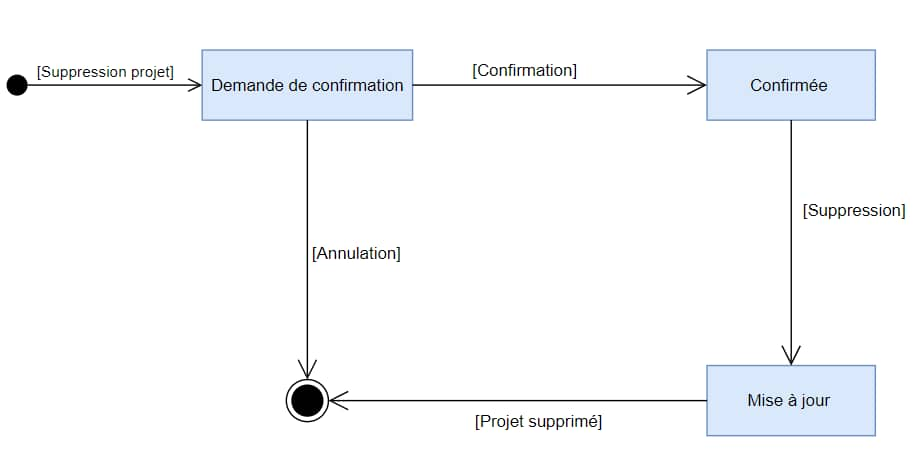 [Suppression projet]
Demande de confirmation
[Confirmation]
Confirmée
[Suppression]
[Annulation]
Mise à jour
[Projet supprimé]